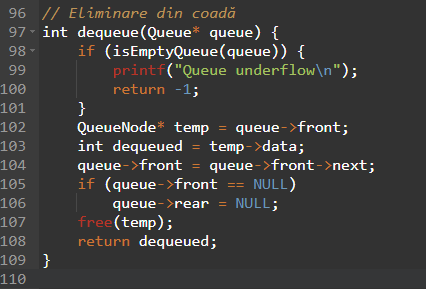 96 // Eliminare din coadă
97 int dequeue(Queue* queue) {
98     if (isEmptyQueue(queue)) {
99         printf("Queue underflow\n");
100         return -1;
101     }
102     QueueNode* temp = queue->front;
103     int dequeued = temp->data;
104     queue->front = queue->front->next;
105     if (queue->front == NULL)
106         queue->rear = NULL;
107     free(temp);
108     return dequeued;
109 }
110